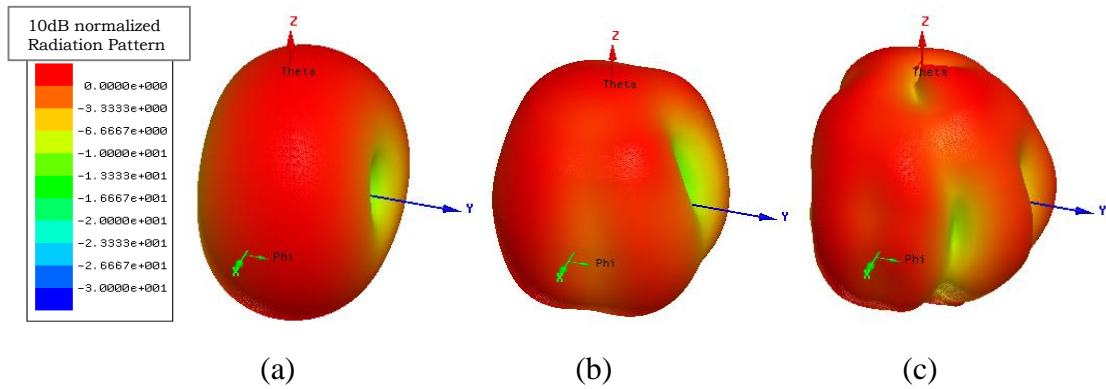 10dB normalized
Radiation Pattern
0.0000e+000
-3.3333e+000
-6.6667e+000
-1.0000e+001
-1.3333e+001
-1.6667e+001
-2.0000e+001
-2.3333e+001
-2.6667e+001
-3.0000e+001
Z
Theta
Y
Phi
X
Z
Theta
Y
Phi
X
Z
Theta
Y
Phi
X
(a)
(b)
(c)